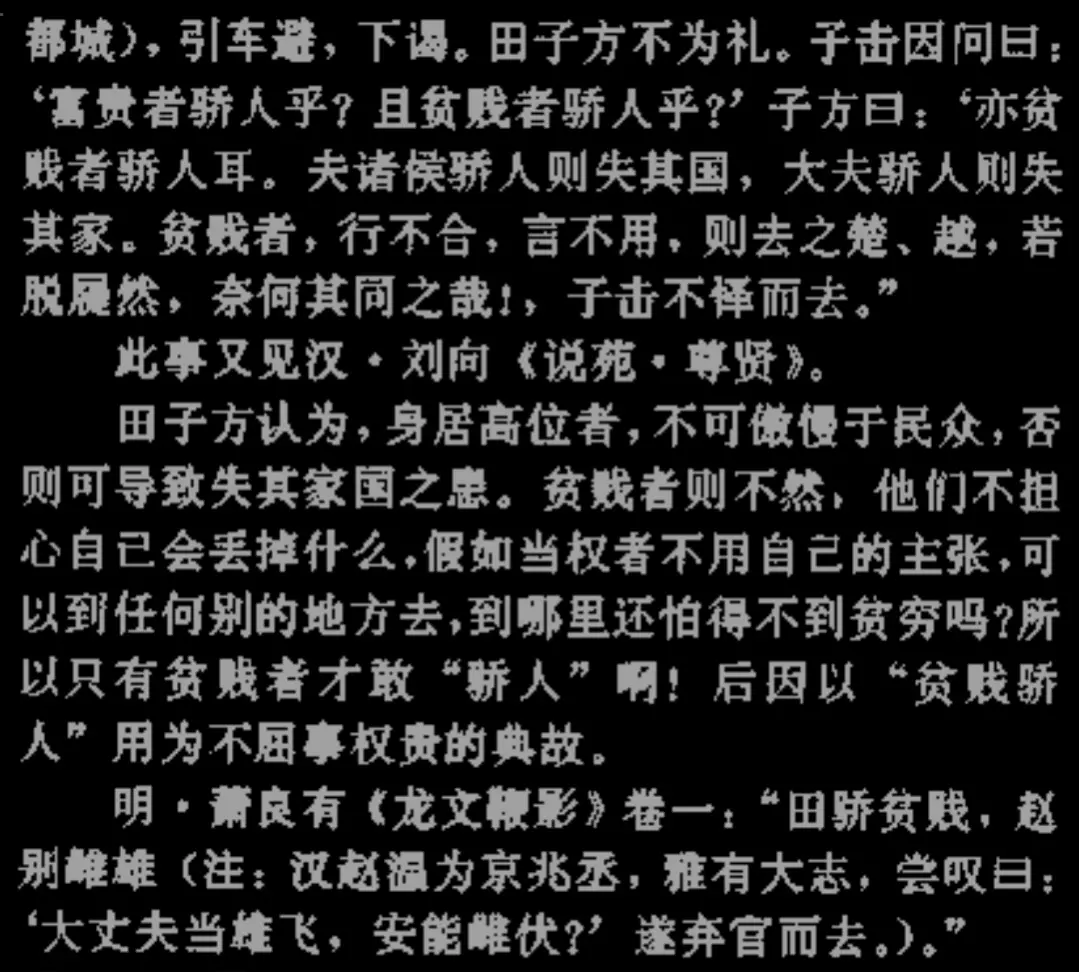 都城），引车避，下谒。田子方不为礼。子击因问曰：
‘富贵者骄人乎？且贫贱者骄人乎？’子方曰：‘亦贫
贱者骄人耳。夫诸侯骄人则失其国，大夫骄人则失
其家。贫贱者，行不合，言不用，则去之楚、越，若
脱屣然，奈何其同之哉！，子击不怿而去。”
此事又见汉·刘向《说苑·尊贤》。
田子方认为，身居高位者，不可傲慢于民众，否
则可导致失其家国之患。贫贱者则不然，他们不担
心自己会丢掉什么，假如当权者不用自己的主张，可
以到任何别的地方去，到哪里还怕得不到贫穷吗？所
以只有贫贱者才敢“骄人”啊！后因以“贫贱骄
人”用为不屈事权贵的典故。
明·萧良有《龙文鞭影》卷一：“田骄贫贱，赵
别雌雄（注：汉赵温为京兆丞，雅有大志，尝叹曰：
‘大丈夫当雄飞，安能雌伏？’遂弃官而去。）。”